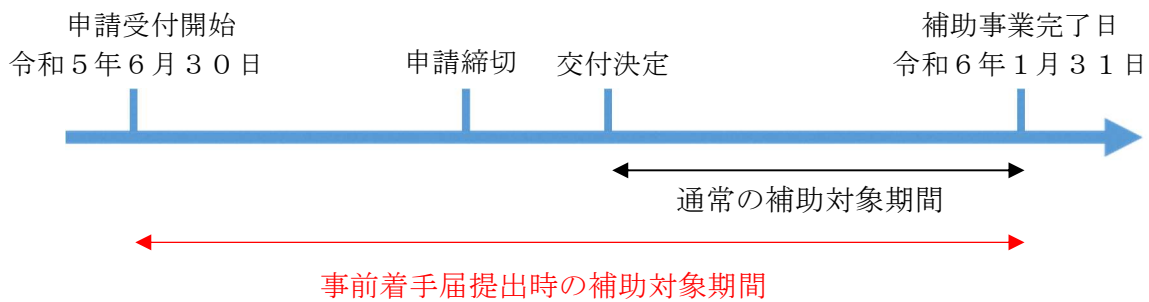 申請受付開始
令和５年６月３０日
申請締切
交付決定
補助事業完了日
令和６年１月３１日
通常の補助対象期間
事前着手届提出時の補助対象期間